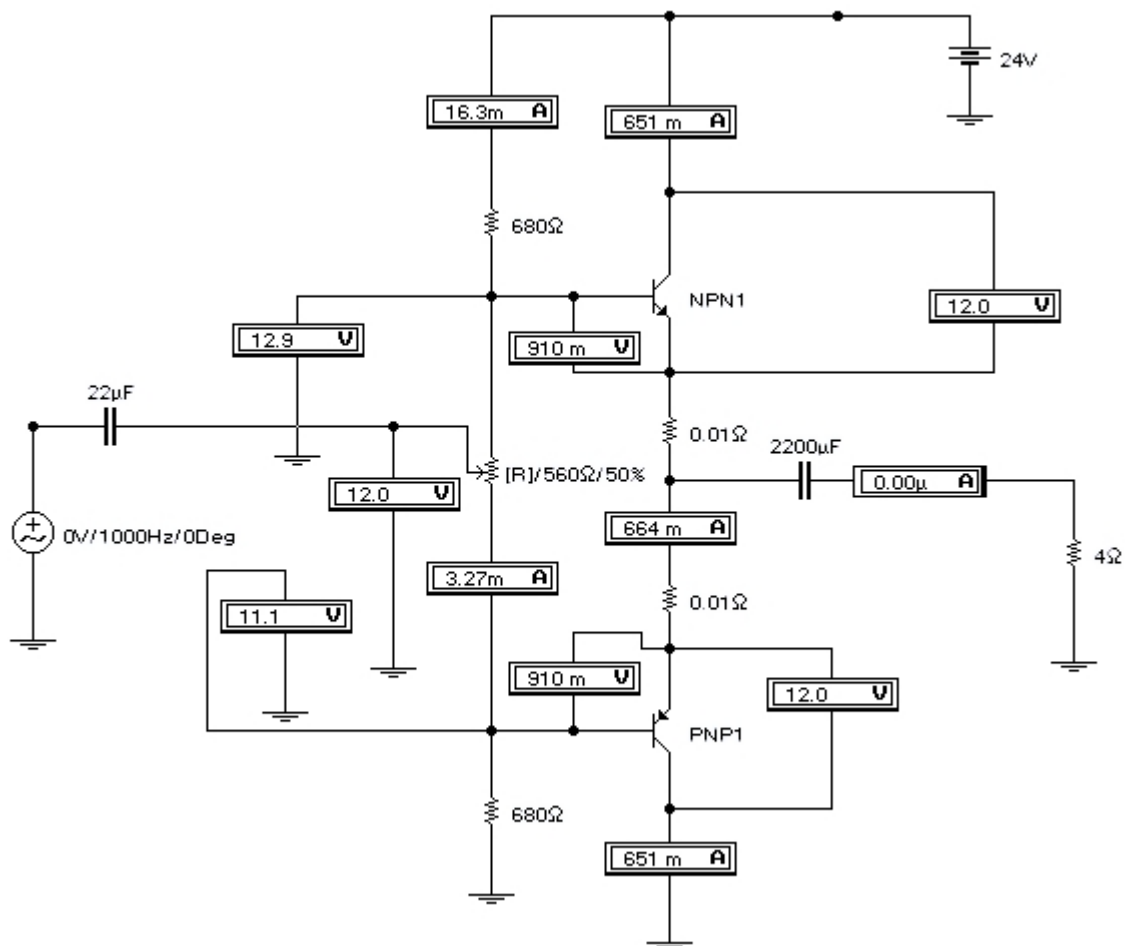 24V
16.3m A
651 m A
680Ω
NPN1
12.9 V
910 m V
12.0 V
22µF
0.01Ω
2200µF
[R]/560Ω/50%
0.00µ A
12.0 V
664 m A
0V/1000Hz/0Deg
4Ω
3.27m A
0.01Ω
11.1 V
910 m V
12.0 V
PNP1
680Ω
651 m A